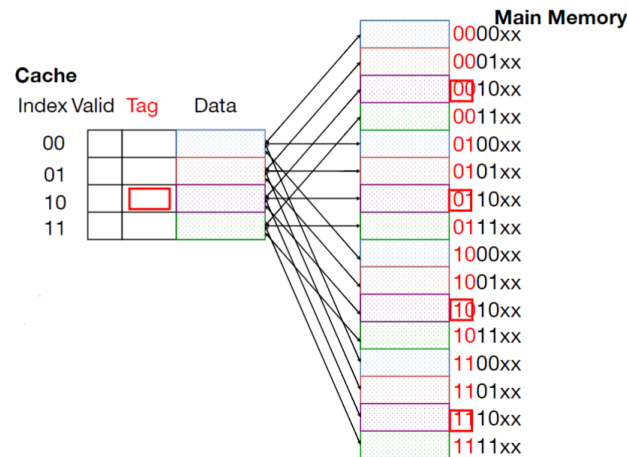 Main Memory
Cache
Index Valid Tag Data
00
01
10
11
0000xx
0001xx
0010xx
0011xx
0100xx
0101xx
0110xx
0111xx
1000xx
1001xx
1010xx
1011xx
1100xx
1101xx
1110xx
1111xx